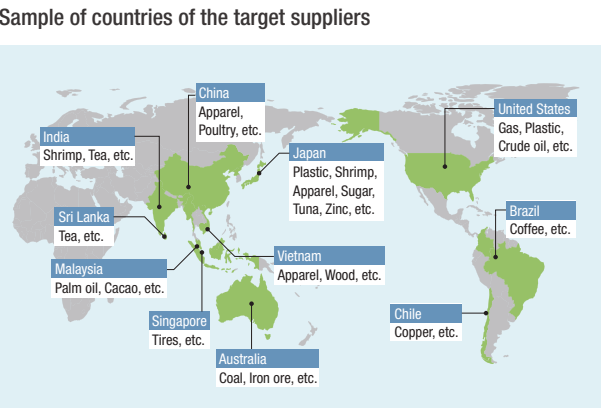 Sample of countries of the target suppliers
China
Apparel,
Poultry, etc.
United States
Gas, Plastic,
Crude oil, etc.
India
Shrimp, Tea, etc.
Japan
Plastic, Shrimp,
Apparel, Sugar,
Tuna, Zinc, etc.
Sri Lanka
Tea, etc.
Brazil
Coffee, etc.
Malaysia
Palm oil, Cacao, etc.
Vietnam
Apparel, Wood, etc.
Singapore
Tires, etc.
Chile
Copper, etc.
Australia
Coal, Iron ore, etc.